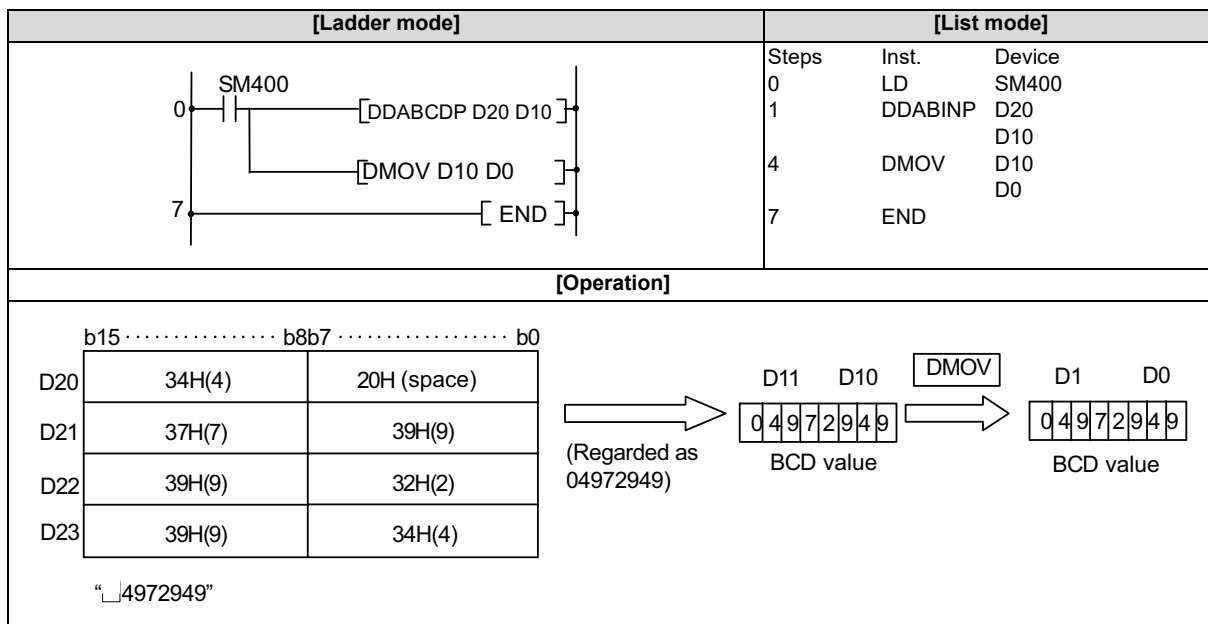 [Ladder mode]
[List mode]
SM400
0
[DDABCDP D20 D10]
[DMOV D10 D0 ]
7
[ END ]
Steps Inst. Device
0 LD SM400
1 DDABINP D20
D10
4 DMOV D10
D0
7 END
[Operation]
b15 ················ b8b7 ·················· b0
D20 34H(4) 20H (space)
D21 37H(7) 39H(9)
D22 39H(9) 32H(2)
D23 39H(9) 34H(4)
“␣4972949”
(Regarded as
04972949)
D11 D10
0 4 9 7 2 9 4 9
BCD value
DMOV
D1 D0
0 4 9 7 2 9 4 9
BCD value